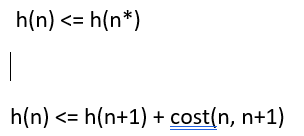 h(n) <= h(n*)
h(n) <= h(n+1) + cost(n, n+1)